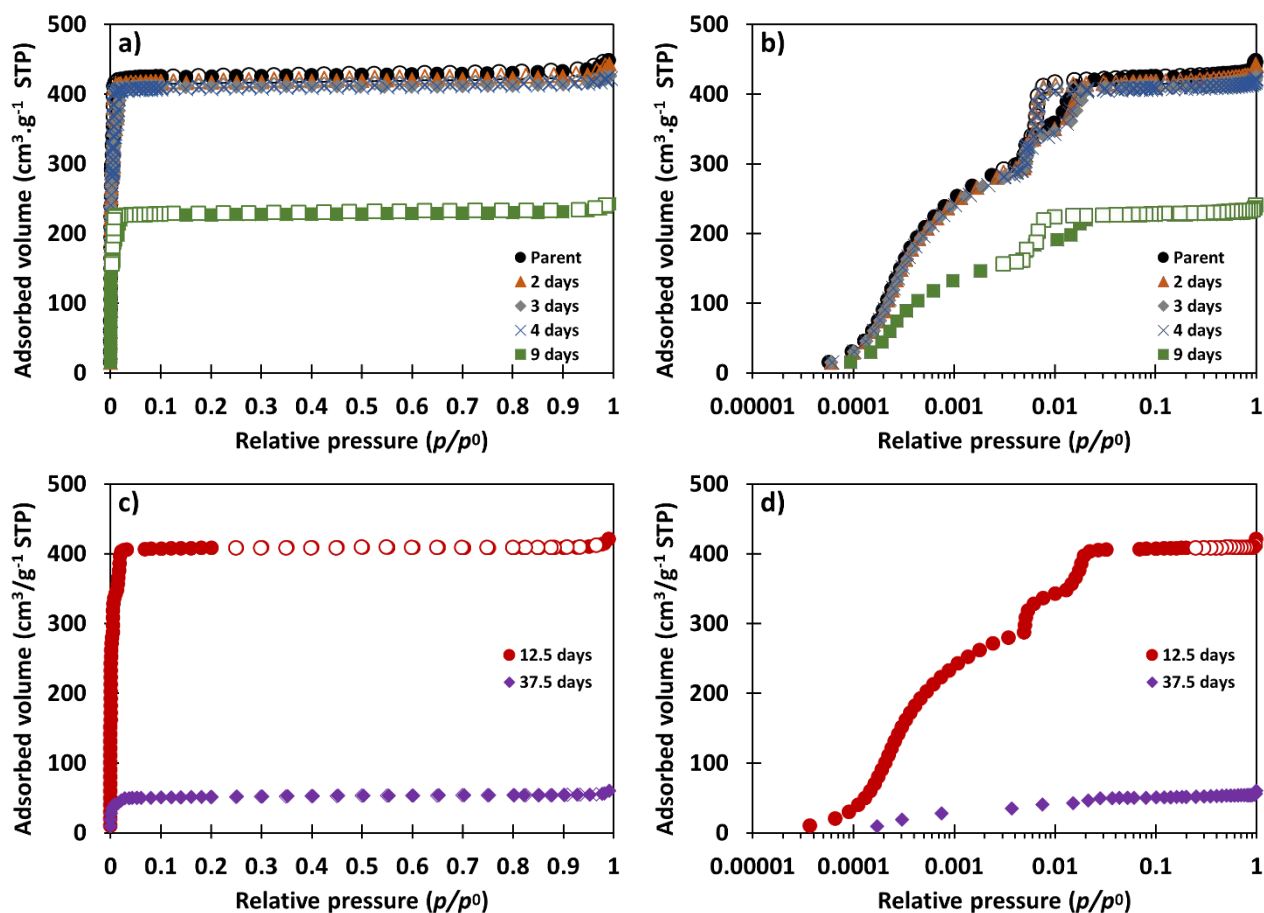 a)
Adsorbed volume (cm³.g⁻¹ STP)
500
400
300
200
100
0
Parent
2 days
3 days
4 days
9 days
0 0.1 0.2 0.3 0.4 0.5 0.6 0.7 0.8 0.9 1
Relative pressure (p/p⁰)
b)
Adsorbed volume (cm³.g⁻¹ STP)
500
400
300
200
100
0
Parent
2 days
3 days
4 days
9 days
0.00001 0.0001 0.001 0.01 0.1 1
Relative pressure (p/p⁰)
c)
Adsorbed volume (cm³/g⁻¹ STP)
500
400
300
200
100
0
12.5 days
37.5 days
0 0.1 0.2 0.3 0.4 0.5 0.6 0.7 0.8 0.9 1
Relative pressure (p/p⁰)
d)
Adsorbed volume (cm³/g⁻¹ STP)
500
400
300
200
100
0
12.5 days
37.5 days
0.00001 0.0001 0.001 0.01 0.1 1
Relative pressure (p/p⁰)